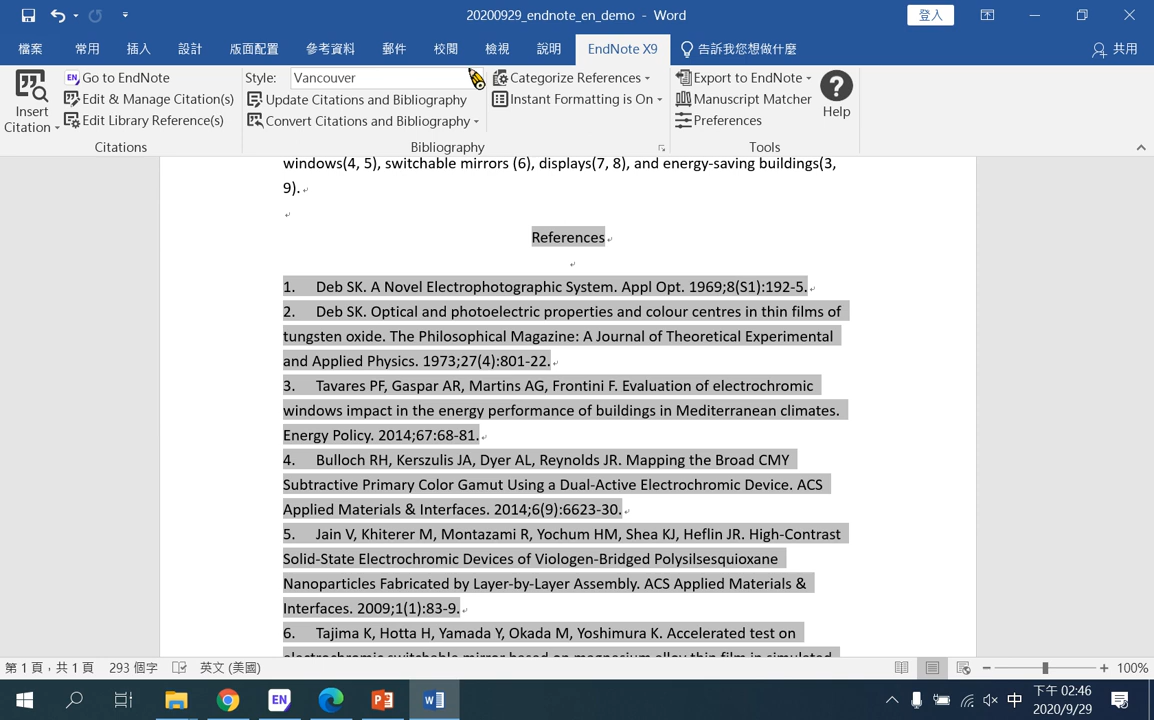 20200929_endnote_en_demo - Word
登入
檔案 常用 插入 設計 版面配置 參考資料 郵件 校閱 檢視 說明 EndNote X9 告訴我您想做什麼 共用
Insert Citation
EN Go to EndNote
Edit & Manage Citation(s)
Edit Library Reference(s)
Citations
Style: Vancouver
Update Citations and Bibliography
Convert Citations and Bibliography
Categorize References
Instant Formatting is On
Bibliography
Export to EndNote
Manuscript Matcher
Preferences
Tools
Help
windows(4, 5), switchable mirrors (6), displays(7, 8), and energy-saving buildings(3,
9).
References
1. Deb SK. A Novel Electrophotographic System. Appl Opt. 1969;8(S1):192-5.
2. Deb SK. Optical and photoelectric properties and colour centres in thin films of
tungsten oxide. The Philosophical Magazine: A Journal of Theoretical Experimental
and Applied Physics. 1973;27(4):801-22.
3. Tavares PF, Gaspar AR, Martins AG, Frontini F. Evaluation of electrochromic
windows impact in the energy performance of buildings in Mediterranean climates.
Energy Policy. 2014;67:68-81.
4. Bulloch RH, Kerszulis JA, Dyer AL, Reynolds JR. Mapping the Broad CMY
Subtractive Primary Color Gamut Using a Dual-Active Electrochromic Device. ACS
Applied Materials & Interfaces. 2014;6(9):6623-30.
5. Jain V, Khiterer M, Montazami R, Yochum HM, Shea KJ, Heflin JR. High-Contrast
Solid-State Electrochromic Devices of Viologen-Bridged Polysilsesquioxane
Nanoparticles Fabricated by Layer-by-Layer Assembly. ACS Applied Materials &
Interfaces. 2009;1(1):83-9.
6. Tajima K, Hotta H, Yamada Y, Okada M, Yoshimura K. Accelerated test on
electrochromic switchable mirror based on magnesium alloy thin film in simulated
第 1 頁，共 1 頁 293 個字 英文 (美國) 100%
EN 中 下午 02:46
2020/9/29